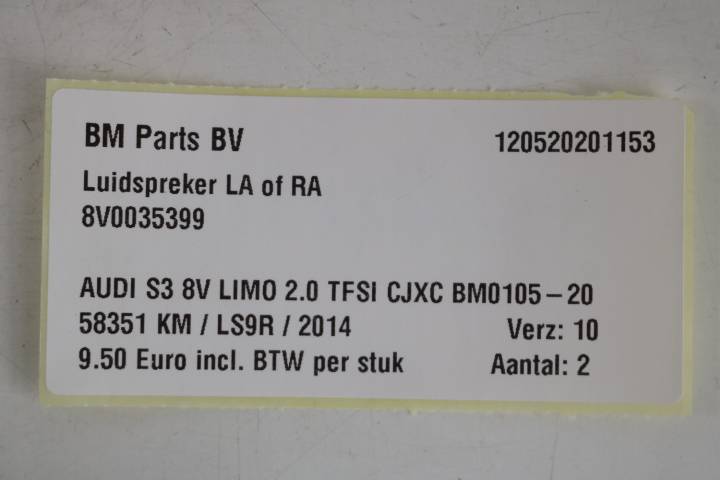 BM Parts BV 120520201153
Luidspreker LA of RA
8V0035399
AUDI S3 8V LIMO 2.0 TFSI CJXC BM0105-20
58351 KM / LS9R / 2014 Verz: 10
9.50 Euro incl. BTW per stuk Aantal: 2